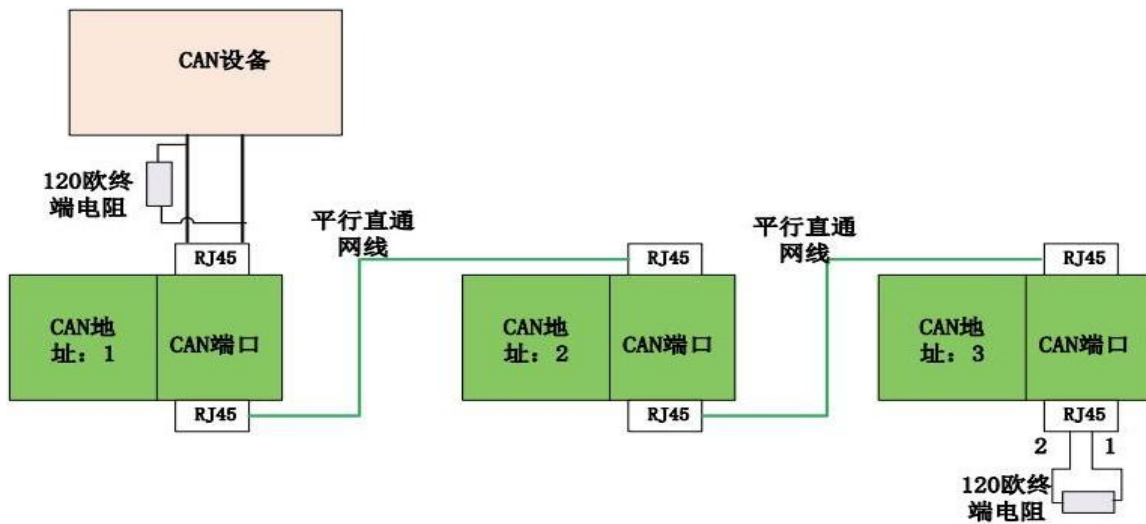 CAN设备
120欧终
端电阻
平行直通
网线
平行直通
网线
RJ45
RJ45
RJ45
CAN地
址：1
CAN端口
CAN地
址：2
CAN端口
CAN地
址：3
CAN端口
RJ45
RJ45
RJ45
2
1
120欧终
端电阻